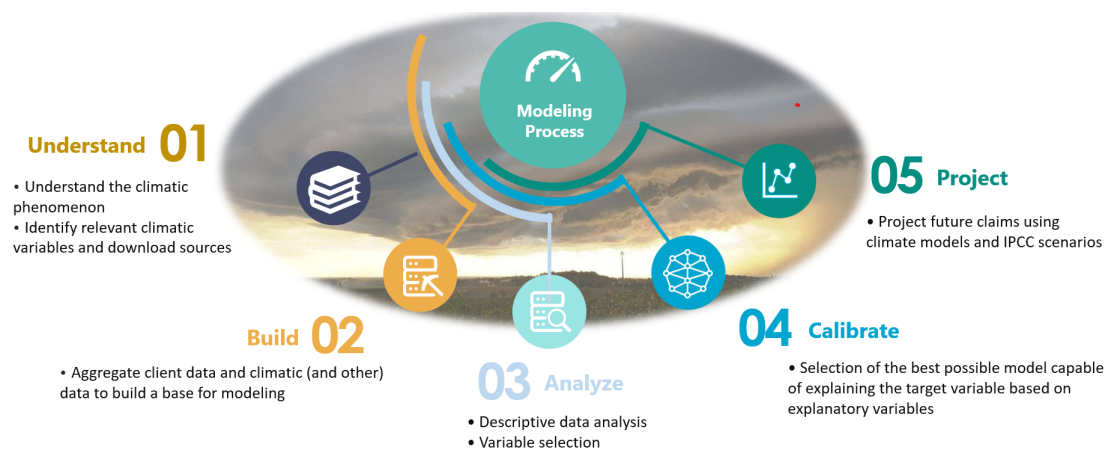 Modeling
Process
Understand 01
• Understand the climatic
phenomenon
• Identify relevant climatic
variables and download sources
Build 02
• Aggregate client data and climatic (and other)
data to build a base for modeling
03 Analyze
• Descriptive data analysis
• Variable selection
04 Calibrate
• Selection of the best possible model capable
of explaining the target variable based on
explanatory variables
05 Project
• Project future claims using
climate models and IPCC scenarios